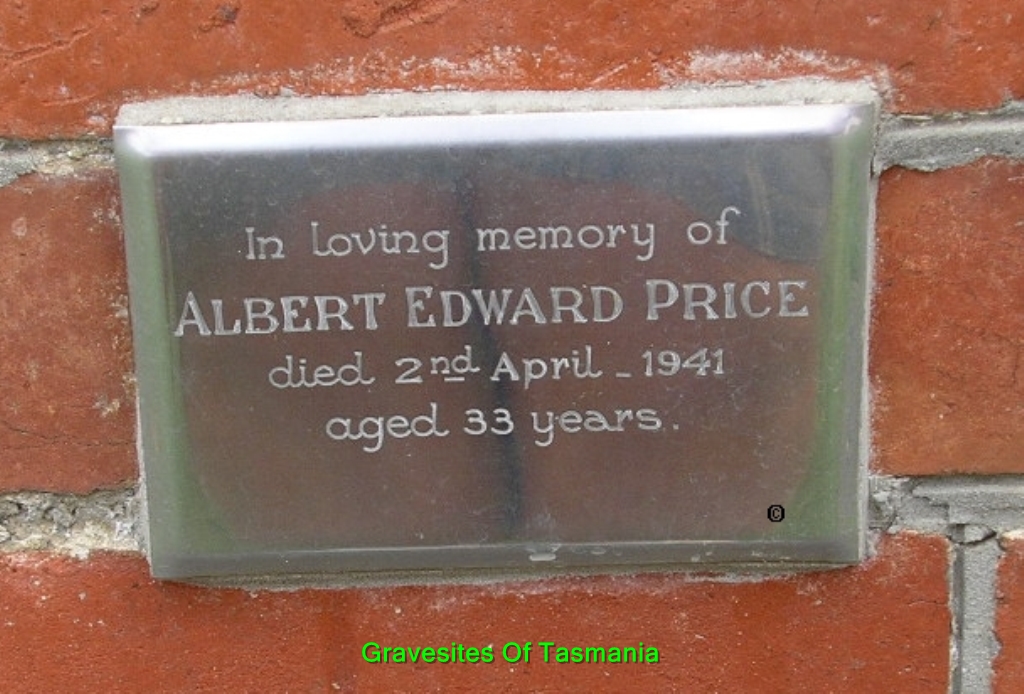 In loving memory of
ALBERT EDWARD PRICE
died 2nd April - 1941
aged 33 years.
©
Gravesites Of Tasmania